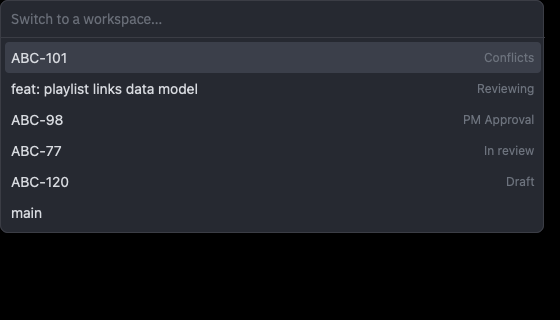 Switch to a workspace...
ABC-101 Conflicts
feat: playlist links data model Reviewing
ABC-98 PM Approval
ABC-77 In review
ABC-120 Draft
main